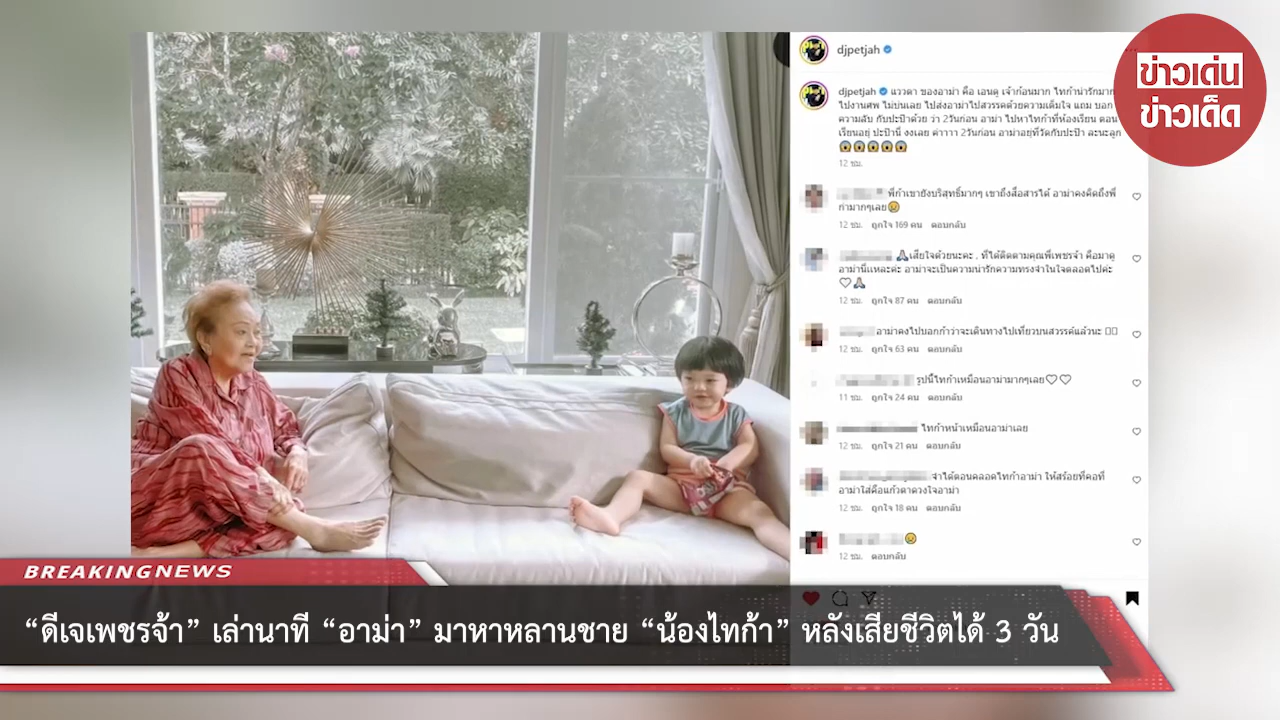 djpetjah
ข่าวเด่น
ข่าวเด็ด
djpetjah แววตา ของอาม่า คือ เอนดู เจ้าก้อนมาก ไทก้าน่ารักมาก
ไปงานศพ ไม่บ่นเลย ไปส่งอาม่าไปสวรรค์ด้วยความเต็มใจ แถม บอก
ความลับ กับปะป๊าด้วย ว่า 2วันก่อน อาม่า ไปหาไทก้าที่ห้องเรียน ตอน
เรียนอยู่ ปะป๊านี่ งงเลย ค่าาาา 2วันก่อน อาม่าอยุ่ที่วัดกับปะป๊า ละนะลูก
😱😱😱😱😱
12 ชม.
พี่ก้าเขายังบริสุทธิ์มากๆ เขาถึงสื่อสารได้ อาม่าคงคิดถึงพี่
ก้ามากๆเลย😢
12 ชม. ถูกใจ 169 คน ตอบกลับ
🙏เสียใจด้วยนะคะ , ที่ได้ติดตามคุณพี่เพชรจ้า คือมาดู
อาม่านี่แหละค่ะ อาม่าจะเป็นความน่ารักความทรงจำในใจตลอดไปค่ะ
🤍🙏
12 ชม. ถูกใจ 87 คน ตอบกลับ
อาม่าคงไปบอกก้าว่าจะเดินทางไปเที่ยวบนสวรรค์แล้วนะ
12 ชม. ถูกใจ 63 คน ตอบกลับ
รูปนี้ไทก้าเหมือนอาม่ามากๆเลย🤍🤍
11 ชม. ถูกใจ 24 คน ตอบกลับ
ไทก้าหน้าเหมือนอาม่าเลย
12 ชม. ถูกใจ 21 คน ตอบกลับ
จำได้ตอนคลอดไทก้าอาม่า ให้สร้อยที่คอที่
อาม่าใส่คือแก้วตาดวงใจอาม่า
12 ชม. ถูกใจ 18 คน ตอบกลับ
😢
12 ชม. ตอบกลับ
BREAKINGNEWS
“ดีเจเพชรจ้า” เล่านาที “อาม่า” มาหาหลานชาย “น้องไทก้า” หลังเสียชีวิตได้ 3 วัน